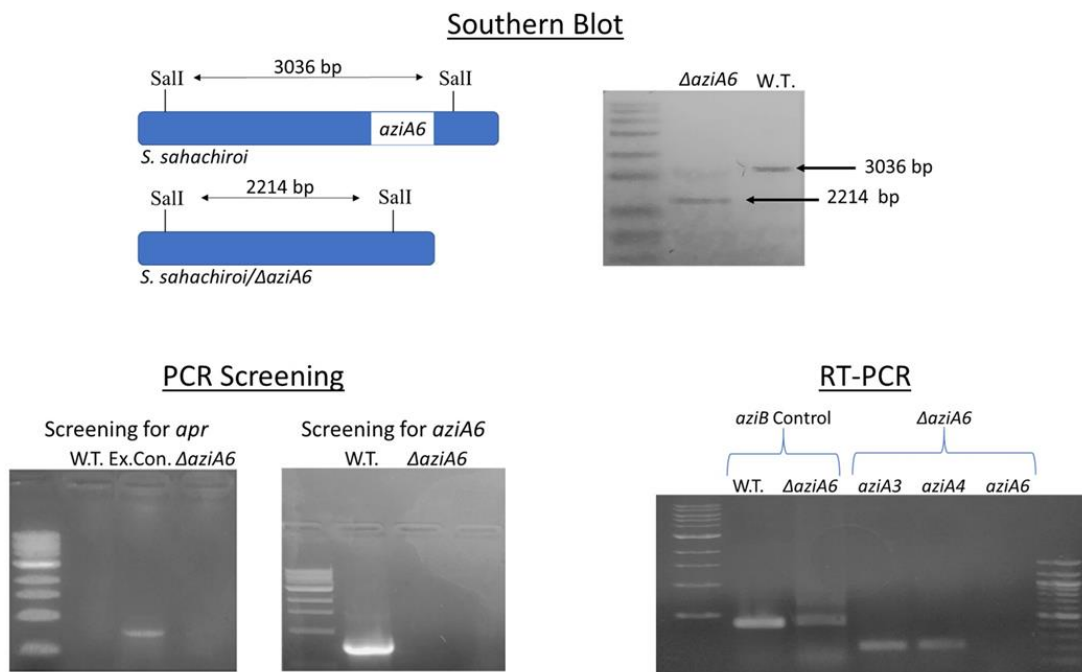 Southern Blot
3036 bp
SalI SalI
aziA6
S. sahachiroi
2214 bp
SalI SalI
S. sahachiroi/ΔaziA6
ΔaziA6 W.T.
3036 bp
2214 bp
PCR Screening
Screening for apr
W.T. Ex.Con. ΔaziA6
Screening for aziA6
W.T. ΔaziA6
RT-PCR
aziB Control ΔaziA6
W.T. ΔaziA6 aziA3 aziA4 aziA6